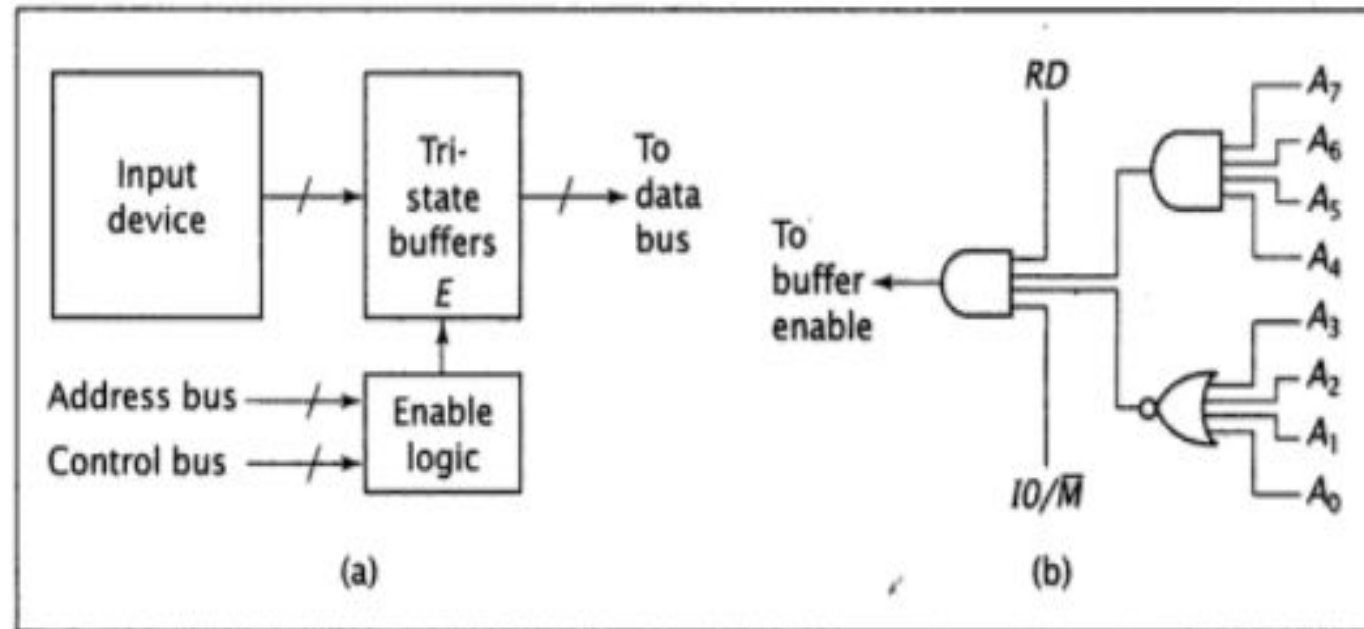 Input
device
Tri-
state
buffers
E
To
data
bus
Address bus
Control bus
Enable
logic
(a)
RD
To
buffer
enable
IO/M̅
A₇
A₆
A₅
A₄
A₃
A₂
A₁
A₀
(b)